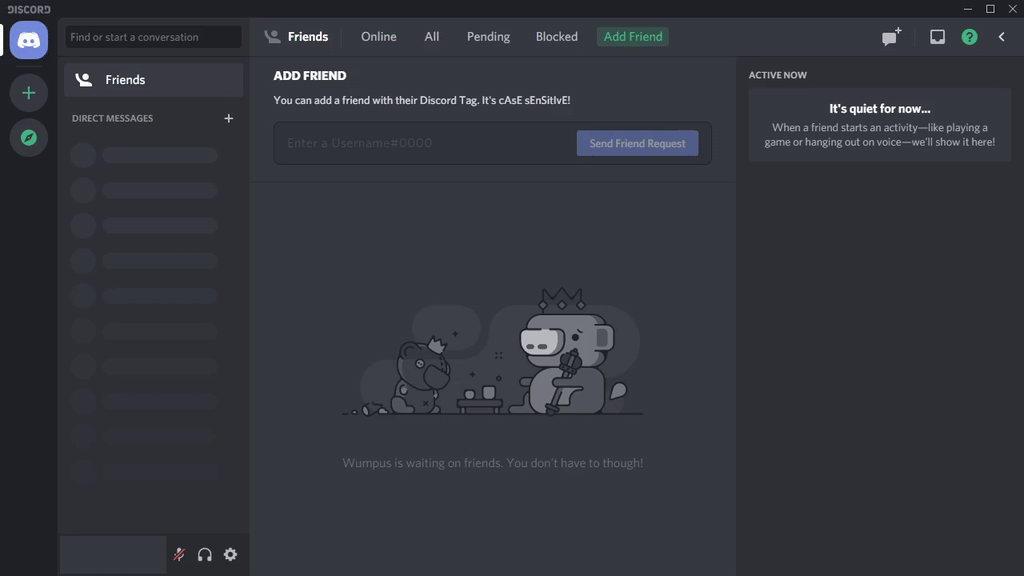 DISCORD
Find or start a conversation
Friends
DIRECT MESSAGES
Friends Online All Pending Blocked Add Friend
ADD FRIEND
You can add a friend with their Discord Tag. It's cAsE sEnSitIvE!
Enter a Username#0000 Send Friend Request
Wumpus is waiting on friends. You don't have to though!
ACTIVE NOW
It's quiet for now...
When a friend starts an activity—like playing a
game or hanging out on voice—we'll show it here!